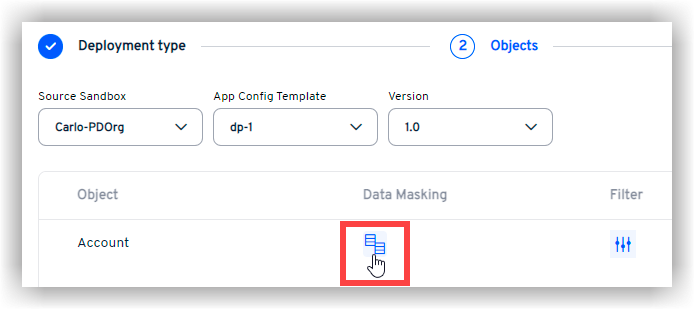 Deployment type
2 Objects
Source Sandbox App Config Template Version
Carlo-PDOrg dp-1 1.0
Object Data Masking Filter
Account